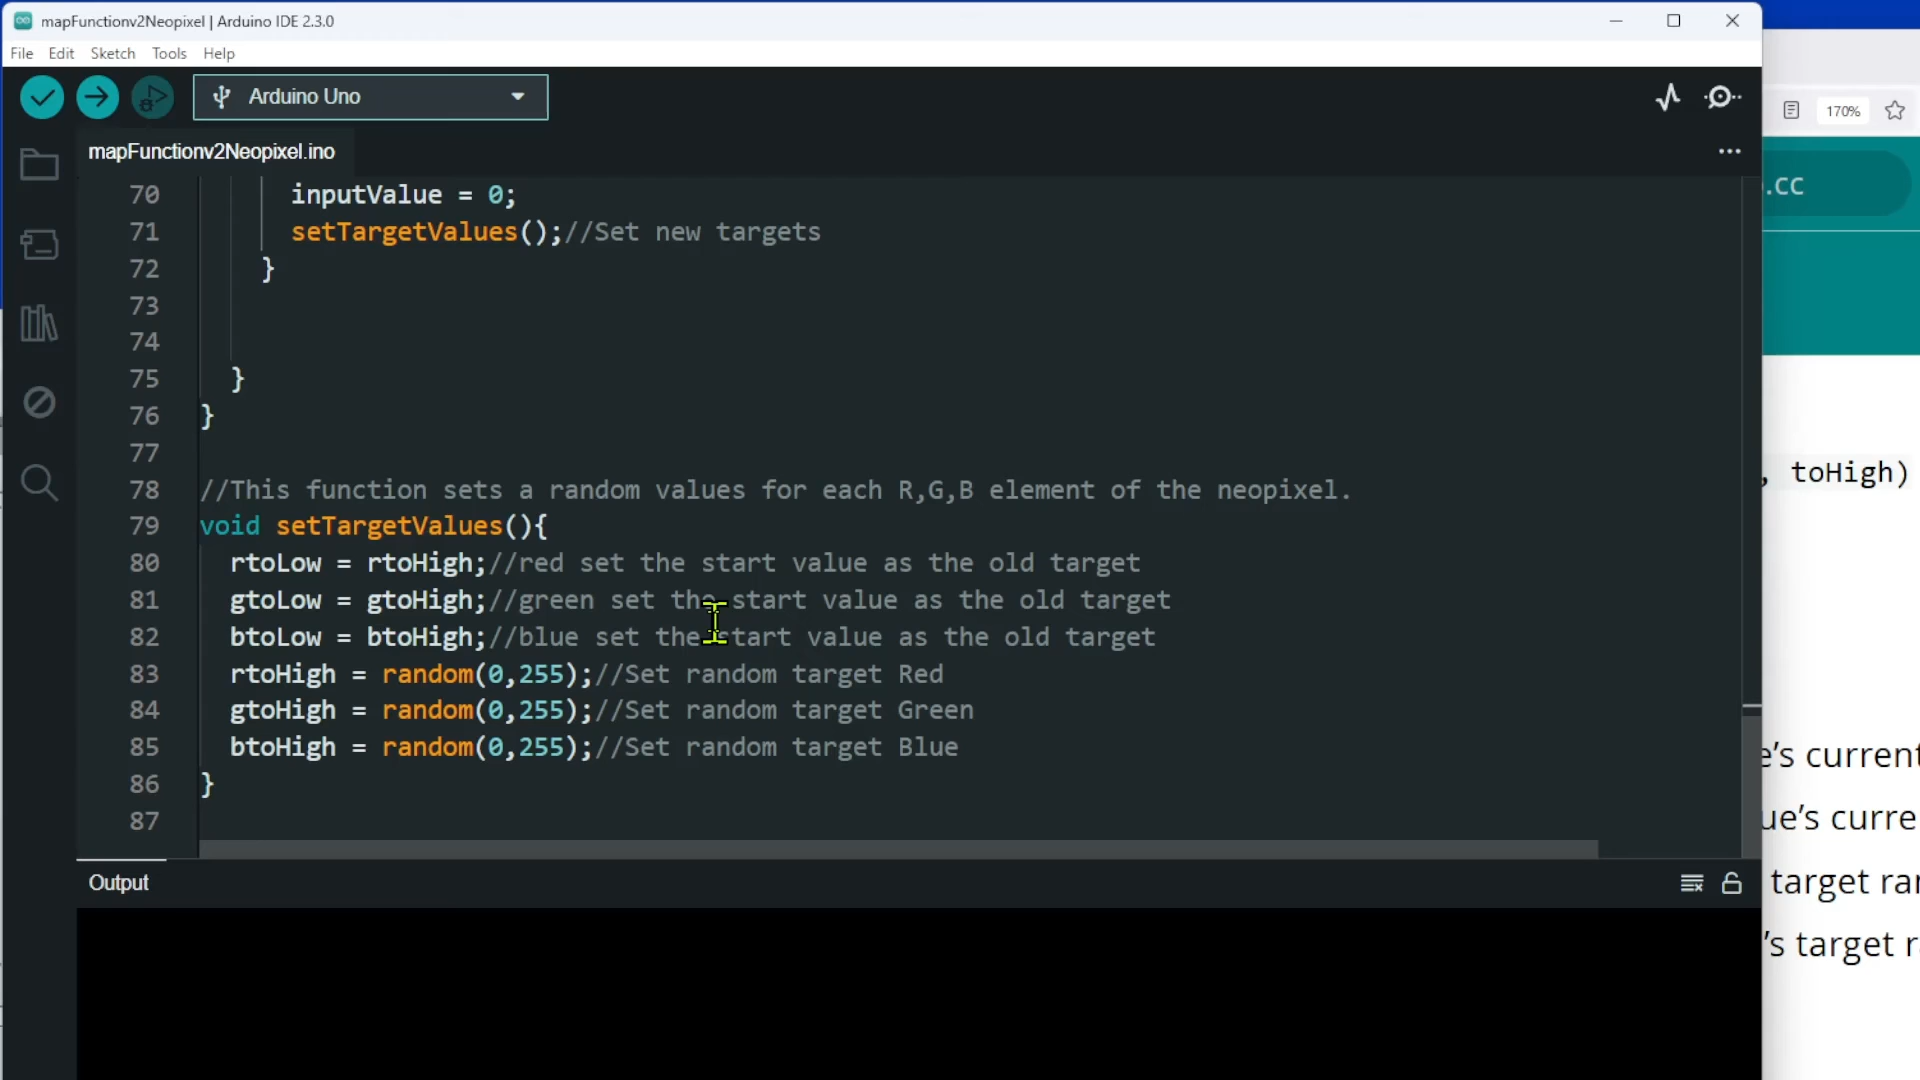 mapFunctionv2Neopixel | Arduino IDE 2.3.0
File Edit Sketch Tools Help
Arduino Uno
170%
mapFunctionv2Neopixel.ino
.cc
70 inputValue = 0;
71 setTargetValues();//Set new targets
72 }
73
74
75 }
76 }
77
78 //This function sets a random values for each R,G,B element of the neopixel.
, toHigh)
79 void setTargetValues(){
80 rtoLow = rtoHigh;//red set the start value as the old target
81 gtoLow = gtoHigh;//green set the start value as the old target
82 btoLow = btoHigh;//blue set the start value as the old target
83 rtoHigh = random(0,255);//Set random target Red
84 gtoHigh = random(0,255);//Set random target Green
85 btoHigh = random(0,255);//Set random target Blue
86 }
87
e's current
ue's curre
target ra
's target r
Output